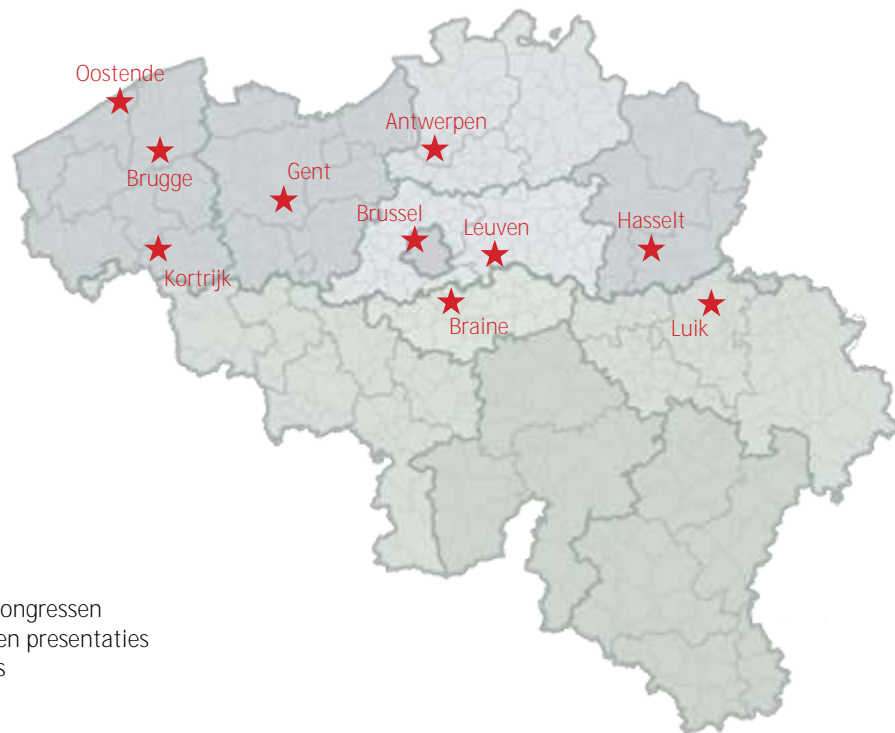 Oostende
Antwerpen
Brugge
Gent
Brussel
Leuven
Hasselt
Kortrijk
Braine
Luik
ongressen
en presentaties
s